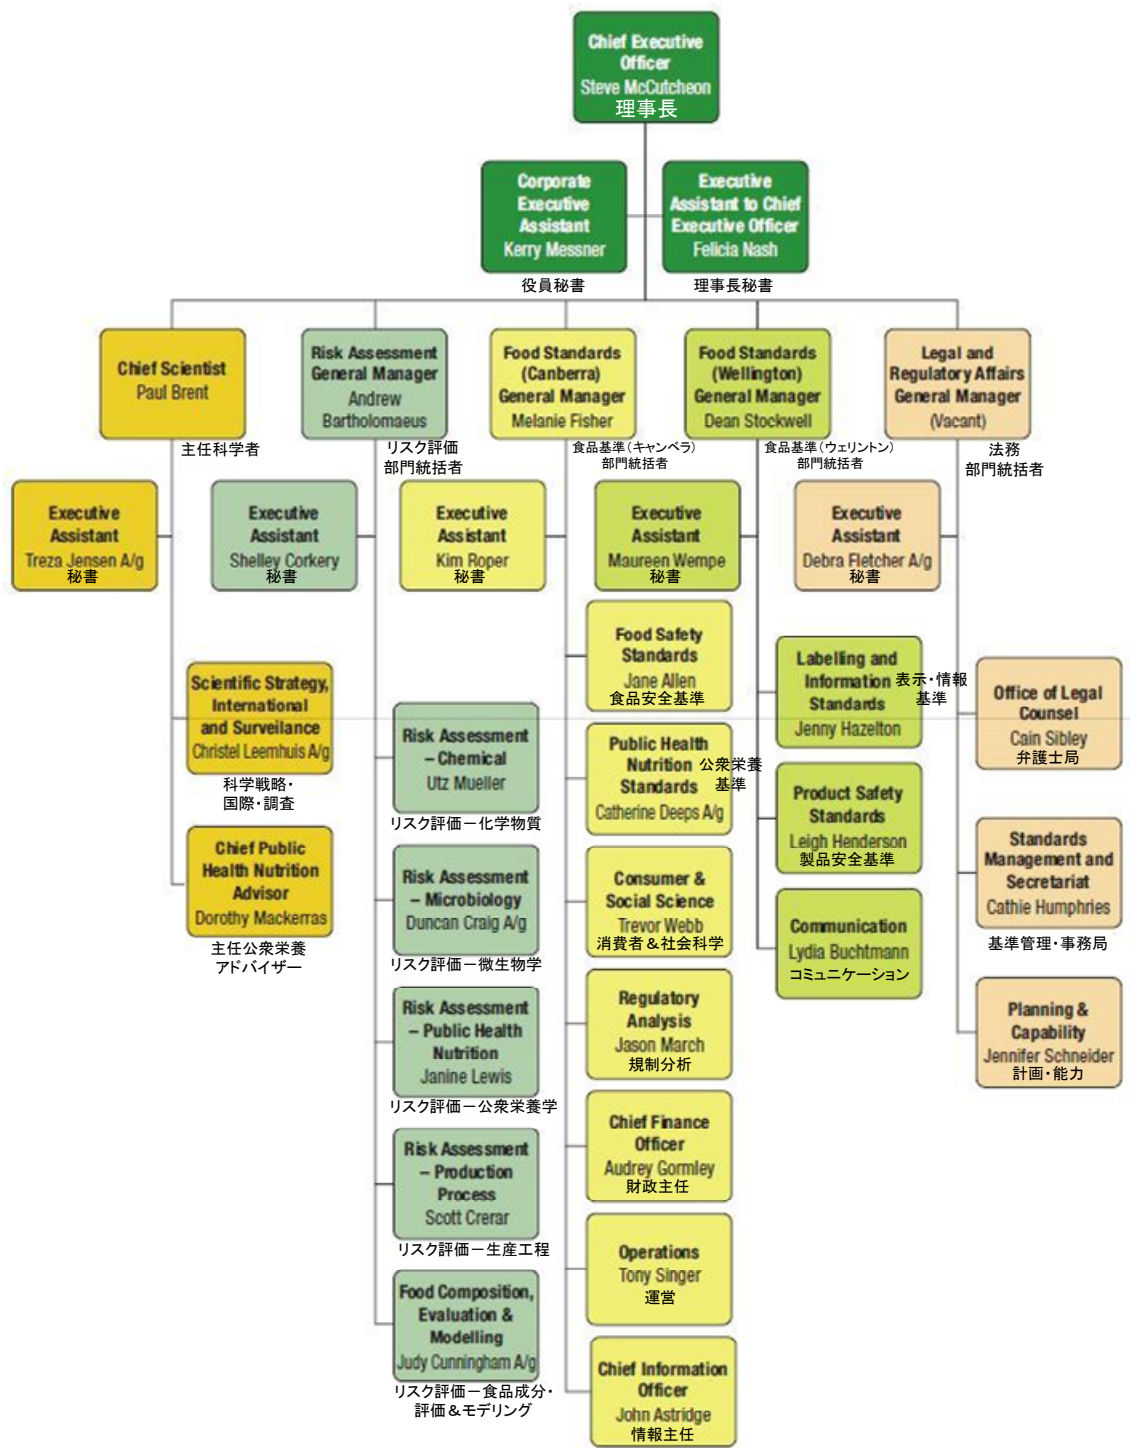 Chief Executive
Officer
Steve McCutcheon
理事長
Corporate
Executive
Assistant
Kerry Messner
役員秘書
Executive
Assistant to Chief
Executive Officer
Felicia Nash
理事長秘書
Chief Scientist
Paul Brent
主任科学者
Risk Assessment
General Manager
Andrew
Bartholomaeus
リスク評価
部門統括者
Food Standards
(Canberra)
General Manager
Melanie Fisher
食品基準(キャンベラ)
部門統括者
Food Standards
(Wellington)
General Manager
Dean Stockwell
食品基準(ウェリントン)
部門統括者
Legal and
Regulatory Affairs
General Manager
(Vacant)
法務
部門統括者
Executive
Assistant
Treza Jensen A/g
秘書
Executive
Assistant
Shelley Corkery
秘書
Executive
Assistant
Kim Roper
秘書
Executive
Assistant
Maureen Wempe
秘書
Executive
Assistant
Debra Fletcher A/g
秘書
Scientific Strategy,
International
and Surveilance
Christel Leemhuis A/g
科学戦略・
国際・調査
Chief Public
Health Nutrition
Advisor
Dorothy Mackerras
主任公衆栄養
アドバイザー
Risk Assessment
– Chemical
Utz Mueller
リスク評価－化学物質
Risk Assessment
– Microbiology
Duncan Craig A/g
リスク評価－微生物学
Risk Assessment
– Public Health
Nutrition
Janine Lewis
リスク評価－公衆栄養学
Risk Assessment
– Production
Process
Scott Crerar
リスク評価－生産工程
Food Composition,
Evaluation &
Modelling
Judy Cunningham A/g
リスク評価－食品成分・
評価＆モデリング
Food Safety
Standards
Jane Allen
食品安全基準
Public Health
Nutrition
Standards
Catherine Deeps A/g
公衆栄養
基準
Consumer &
Social Science
Trevor Webb
消費者＆社会科学
Regulatory
Analysis
Jason March
規制分析
Chief Finance
Officer
Audrey Gormley
財政主任
Operations
Tony Singer
運営
Chief Information
Officer
John Astridge
情報主任
Labelling and
Information
Standards
Jenny Hazelton
表示・情報
基準
Product Safety
Standards
Leigh Henderson
製品安全基準
Communication
Lydia Buchtmann
コミュニケーション
Office of Legal
Counsel
Cain Sibley
弁護士局
Standards
Management and
Secretariat
Cathie Humphries
基準管理・事務局
Planning &
Capability
Jennifer Schneider
計画・能力